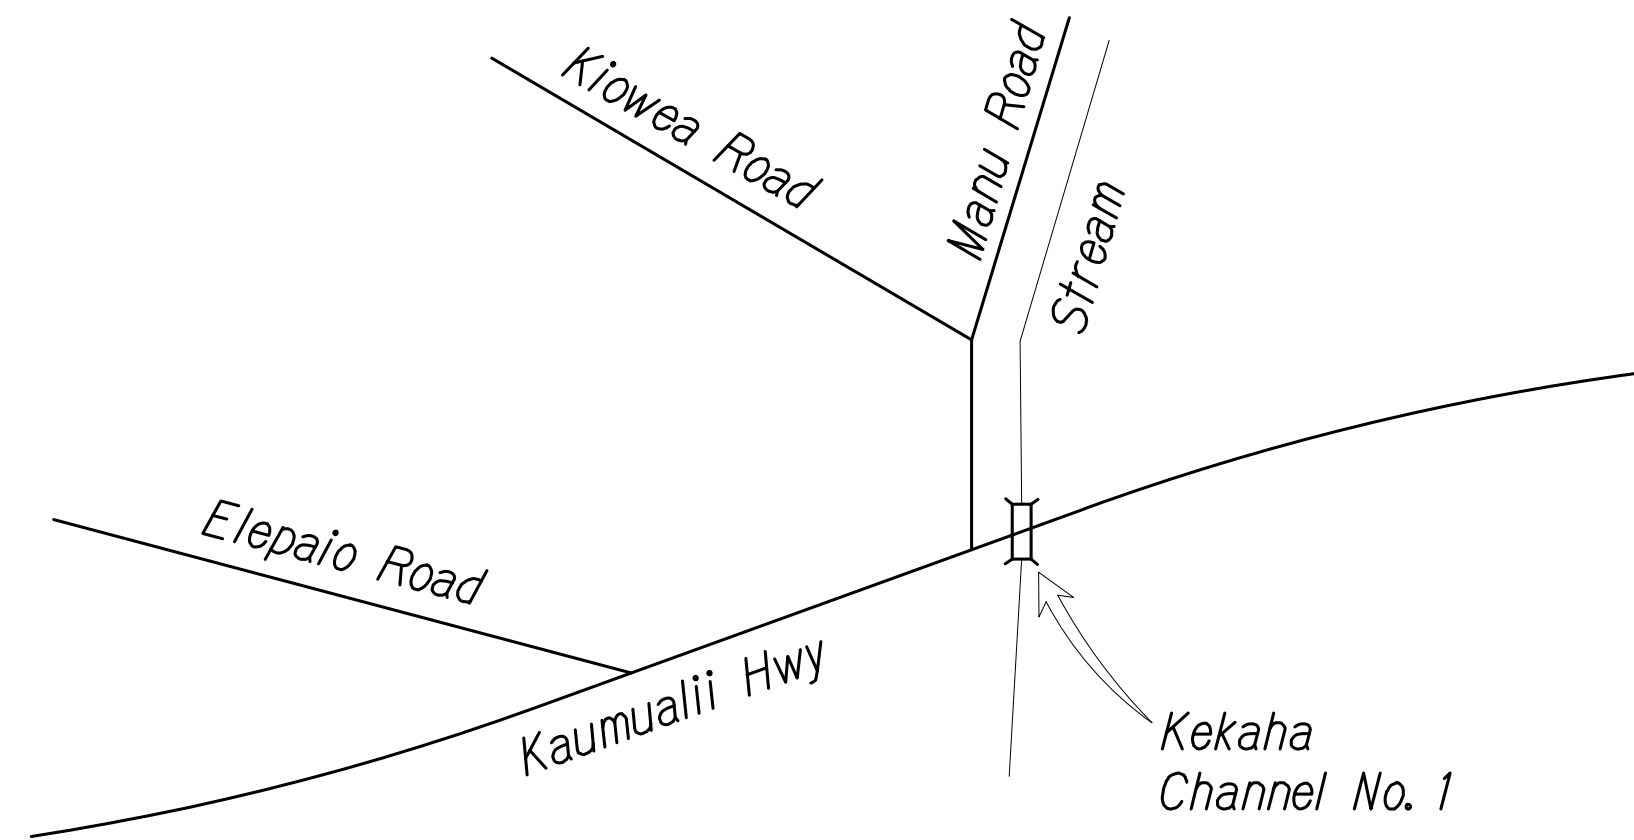 Kiowea Road
Manu Road
Stream
Elepaio Road
Kaumualii Hwy
Kekaha
Channel No. 1